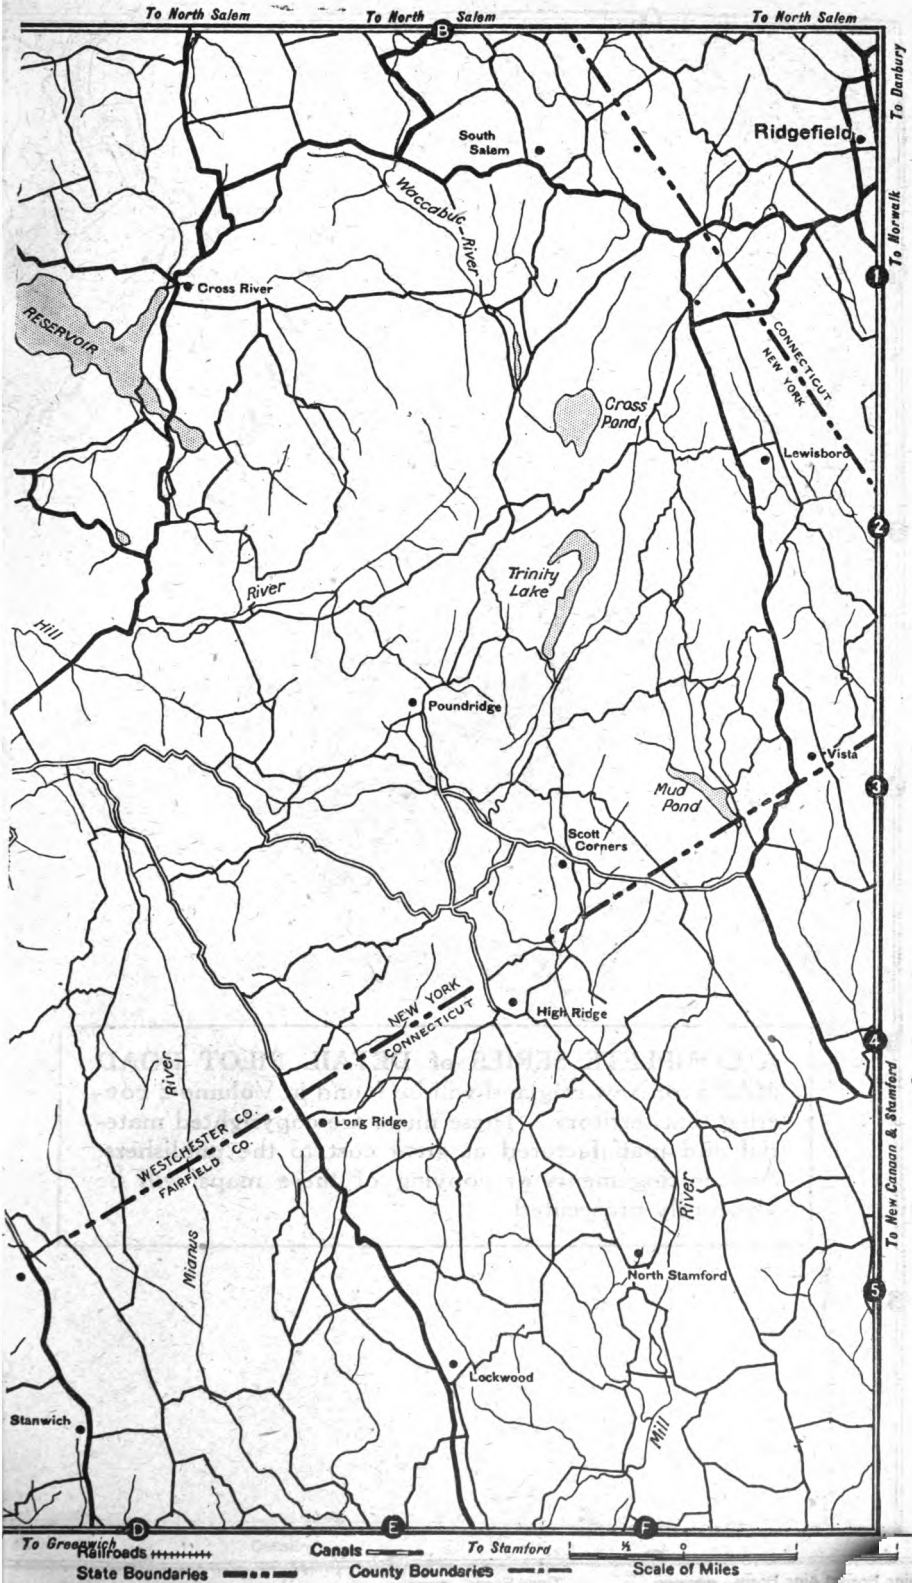 To North Salem
To North Salem
To North Salem
B
To Danbury
South
Salem
Ridgefield
Waccabuc River
To Norwalk
1
Cross River
RESERVOIR
CONNECTICUT
NEW YORK
Cross
Pond
Lewisboro
2
Trinity
Lake
River
Hill
Poundridge
Vista
3
Mud
Pond
Scott
Corners
NEW YORK
CONNECTICUT
High Ridge
4
River
Long Ridge
WESTCHESTER CO.
FAIRFIELD CO.
To New Canaan & Stamford
River
Mianus
North Stamford
5
Lockwood
Stanwich
Mill
D
E
F
To Greenwich
Railroads
Canals
To Stamford
½
0
1
State Boundaries
County Boundaries
Scale of Miles